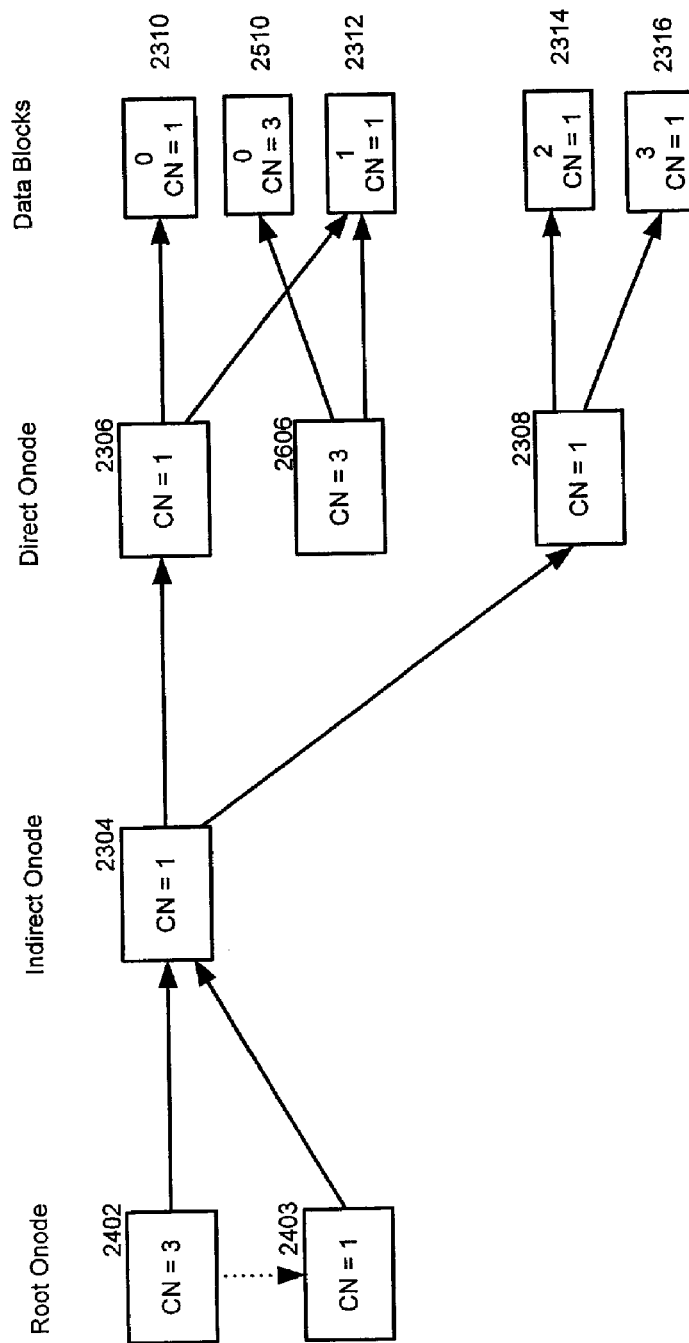 Root Onode
Indirect Onode
Direct Onode
Data Blocks
2402
CN = 3
2403
CN = 1
2304
CN = 1
2306
CN = 1
2606
CN = 3
2308
CN = 1
0
CN = 1
2310
0
CN = 3
2510
1
CN = 1
2312
2
CN = 1
2314
3
CN = 1
2316